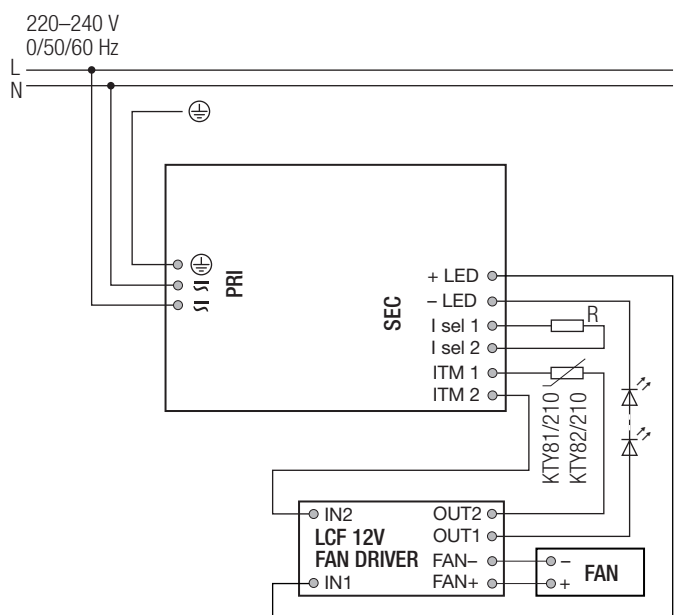 220–240 V
0/50/60 Hz
L
N
PRI
SEC
+ LED
– LED
I sel 1
I sel 2
ITM 1
ITM 2
R
KTY81/210
KTY82/210
IN2
LCF 12V
FAN DRIVER
IN1
OUT2
OUT1
FAN–
FAN+
–
+
FAN